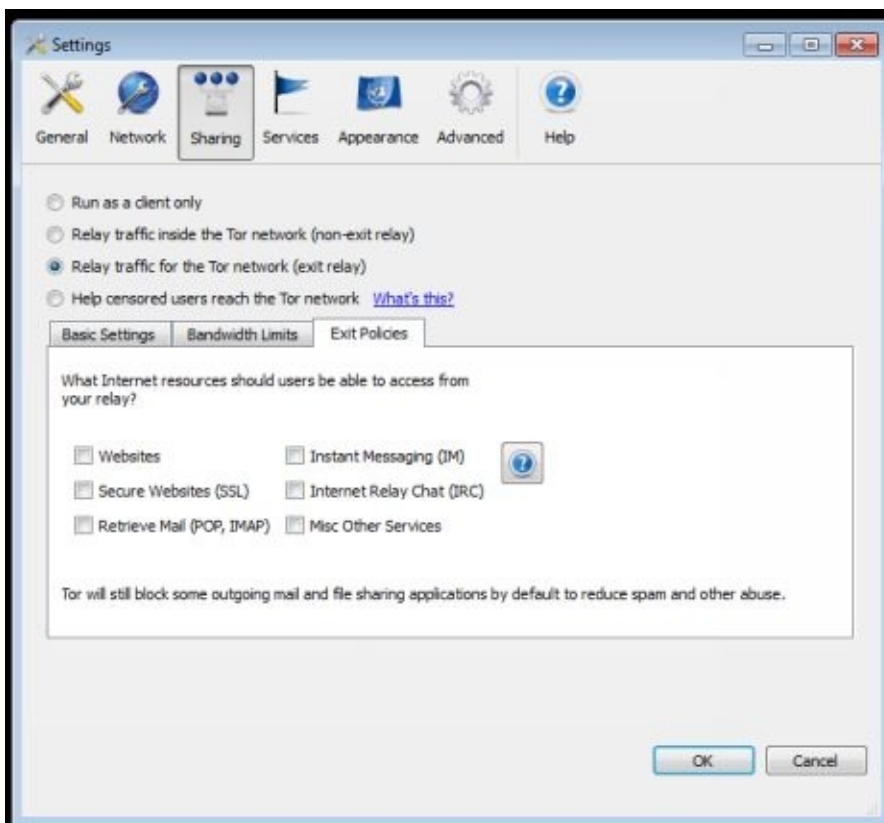 Settings
General Network Sharing Services Appearance Advanced Help
Run as a client only
Relay traffic inside the Tor network (non-exit relay)
Relay traffic for the Tor network (exit relay)
Help censored users reach the Tor network What's this?
Basic Settings Bandwidth Limits Exit Policies
What Internet resources should users be able to access from
your relay?
Websites Instant Messaging (IM)
Secure Websites (SSL) Internet Relay Chat (IRC)
Retrieve Mail (POP, IMAP) Misc Other Services
Tor will still block some outgoing mail and file sharing applications by default to reduce spam and other abuse.
OK Cancel